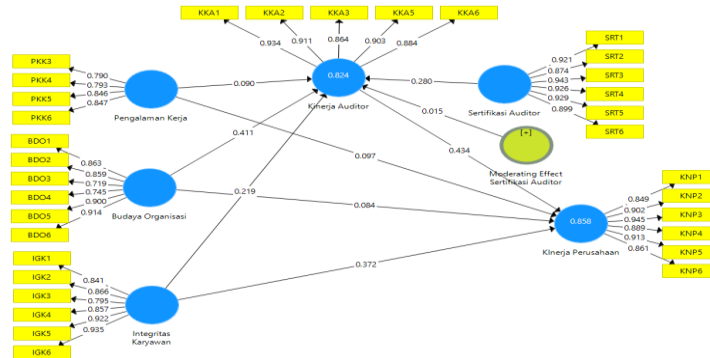 KKA1
KKA2
KKA3
KKA5
KKA6
0.934
0.911
0.864
0.903
0.884
PKK3
PKK4
PKK5
PKK6
0.790
0.793
0.846
0.847
Pengalaman Kerja
0.090
0.824
Kinerja Auditor
0.280
Sertifikasi Auditor
0.921
0.874
0.943
0.926
0.929
0.899
SRT1
SRT2
SRT3
SRT4
SRT5
SRT6
0.015
[+]
Moderating Effect
Sertifikasi Auditor
BDO1
BDO2
BDO3
BDO4
BDO5
BDO6
0.863
0.859
0.719
0.745
0.900
0.914
Budaya Organisasi
0.411
0.097
0.434
0.219
0.084
0.372
0.858
KInerja Perusahaan
0.849
0.902
0.945
0.889
0.913
0.861
KNP1
KNP2
KNP3
KNP4
KNP5
KNP6
IGK1
IGK2
IGK3
IGK4
IGK5
IGK6
0.841
0.866
0.795
0.857
0.922
0.935
Integritas
Karyawan